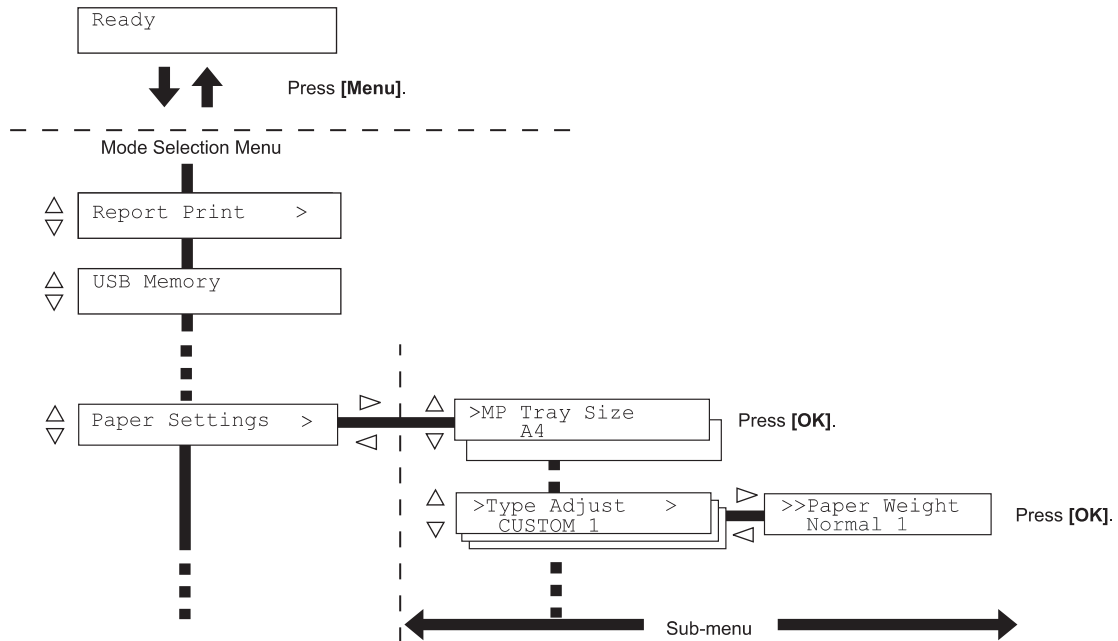 Ready
Press [Menu].
Mode Selection Menu
Report Print >
USB Memory
Paper Settings >
>MP Tray Size
A4
Press [OK].
>Type Adjust >
CUSTOM 1
>>Paper Weight
Normal 1
Press [OK].
Sub-menu